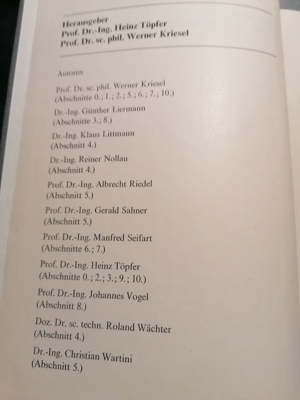 Herausgeber
Prof. Dr.-Ing. Heinz Töpfer
Prof. Dr. sc. phil. Werner Kriesel
Autoren
Prof. Dr. sc. phil. Werner Kriesel
(Abschnitte 0.; 1.; 2.; 5.; 6.; 7.; 10.)
Dr.-Ing. Günther Liermann
(Abschnitte 3.; 8.)
Dr.-Ing. Klaus Littmann
(Abschnitt 4.)
Dr.-Ing. Reiner Nollau
(Abschnitt 4.)
Prof. Dr.-Ing. Albrecht Riedel
(Abschnitt 5.)
Prof. Dr.-Ing. Gerald Sahner
(Abschnitt 5.)
Prof. Dr.-Ing. Manfred Seifart
(Abschnitte 6.; 7.)
Prof. Dr.-Ing. Heinz Töpfer
(Abschnitte 0.; 2.; 3.; 9.; 10.)
Prof. Dr.-Ing. Johannes Vogel
(Abschnitt 8.)
Doz. Dr. sc. techn. Roland Wächter
(Abschnitt 4.)
Dr.-Ing. Christian Wartini
(Abschnitt 5.)